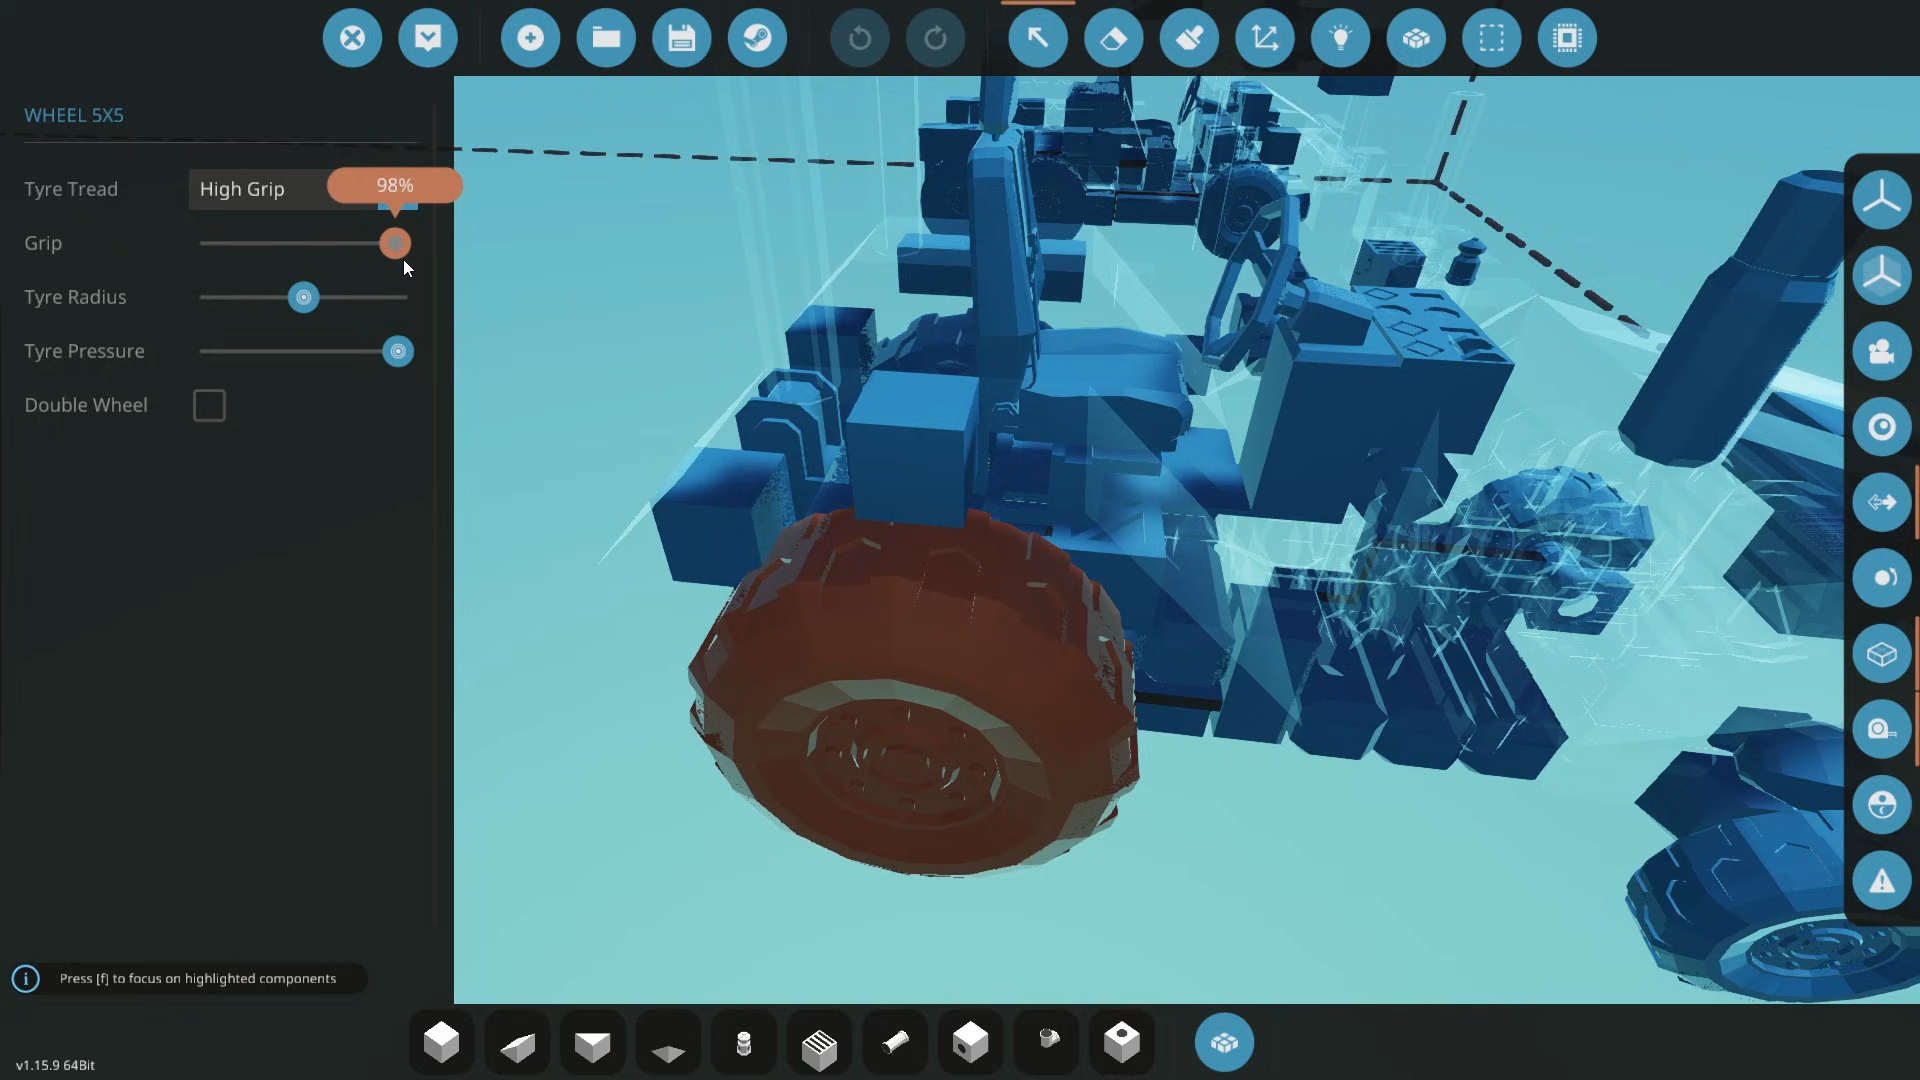 WHEEL 5X5
Tyre Tread
High Grip
98%
Grip
Tyre Radius
Tyre Pressure
Double Wheel
Press [f] to focus on highlighted components
v1.15.9 64Bit